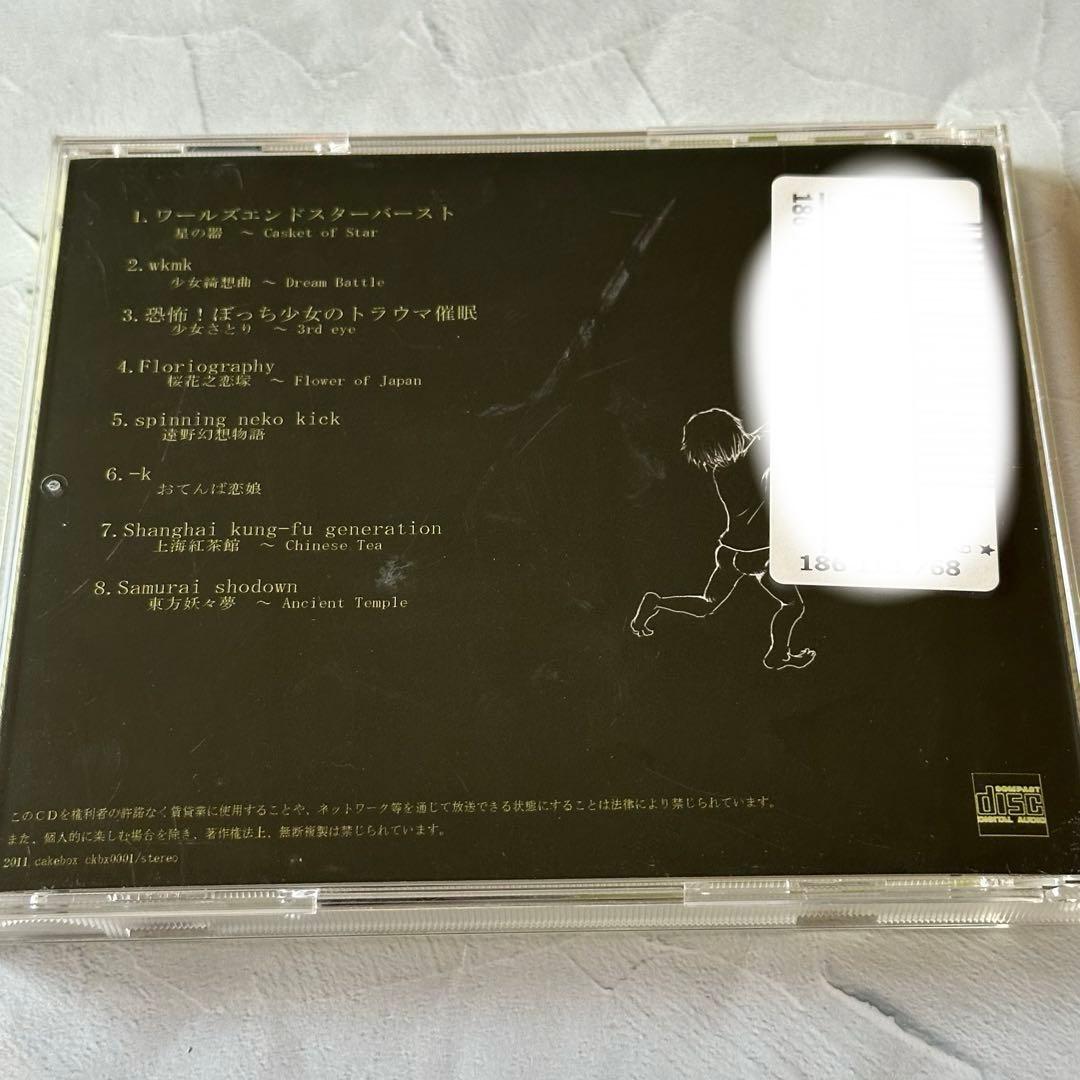 1. ワールズエンドスターバースト
星の器　～ Casket of Star
2. wkmk
少女綺想曲 ～ Dream Battle
3. 恐怖！ぼっち少女のトラウマ催眠
少女さとり　～ 3rd eye
4. Floriography
桜花之恋塚　～ Flower of Japan
5. spinning neko kick
遠野幻想物語
6. -k
おてんば恋娘
7. Shanghai kung-fu generation
上海紅茶館　～ Chinese Tea
8. Samurai shodown
東方妖々夢　～ Ancient Temple
186
768
このCDを権利者の許諾なく賃貸業に使用することや、ネットワーク等を通じて放送できる状態にすることは法律により禁じられています。
また、個人的に楽しむ場合を除き、著作権法上、無断複製は禁じられています。
2011 cakebox ckbx0001/stereo
COMPACT
disc
DIGITAL AUDIO